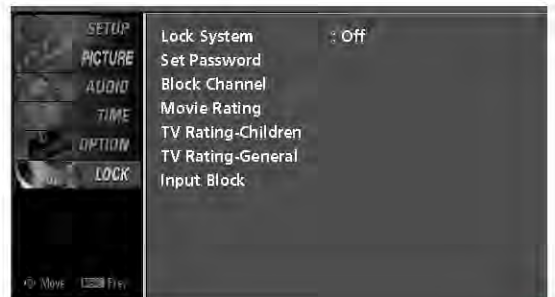 SETUP
PICTURE
AUDIO
TIME
OPTION
LOCK
Lock System : Off
Set Password
Block Channel
Movie Rating
TV Rating-Children
TV Rating-General
Input Block
Move Prev.